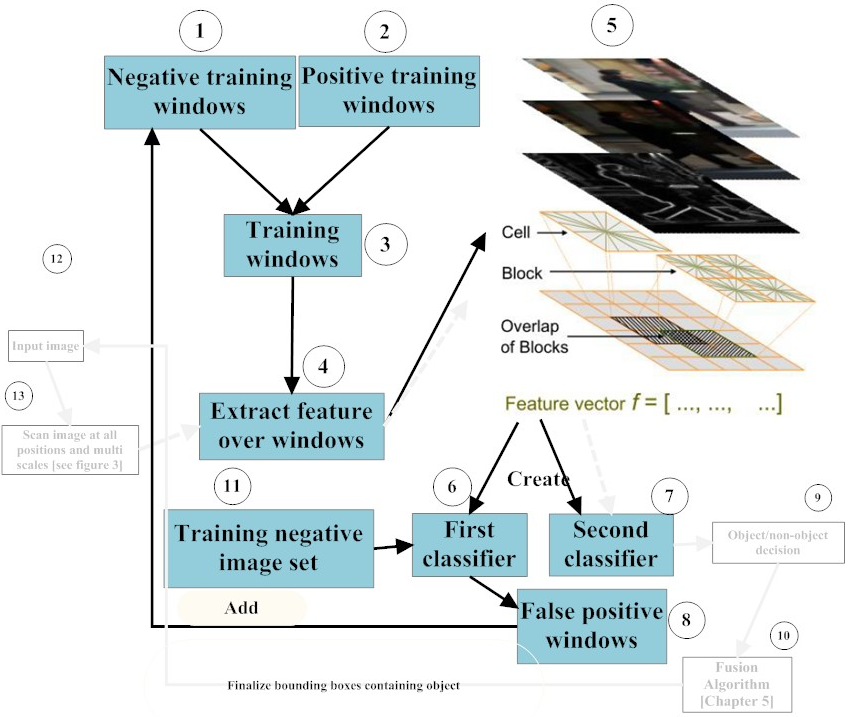 1
2
5
Negative training
windows
Positive training
windows
Training
windows
3
Cell
Block
Overlap
of Blocks
12
Input image
13
Scan image at all
positions and multi
scales [see figure 3]
4
Extract feature
over windows
Feature vector f = [ ..., ..., ...]
Create
11
6
7
9
Training negative
image set
First
classifier
Second
classifier
Object/non-object
decision
Add
False positive
windows
8
10
Fusion
Algorithm
[Chapter 5]
Finalize bounding boxes containing object